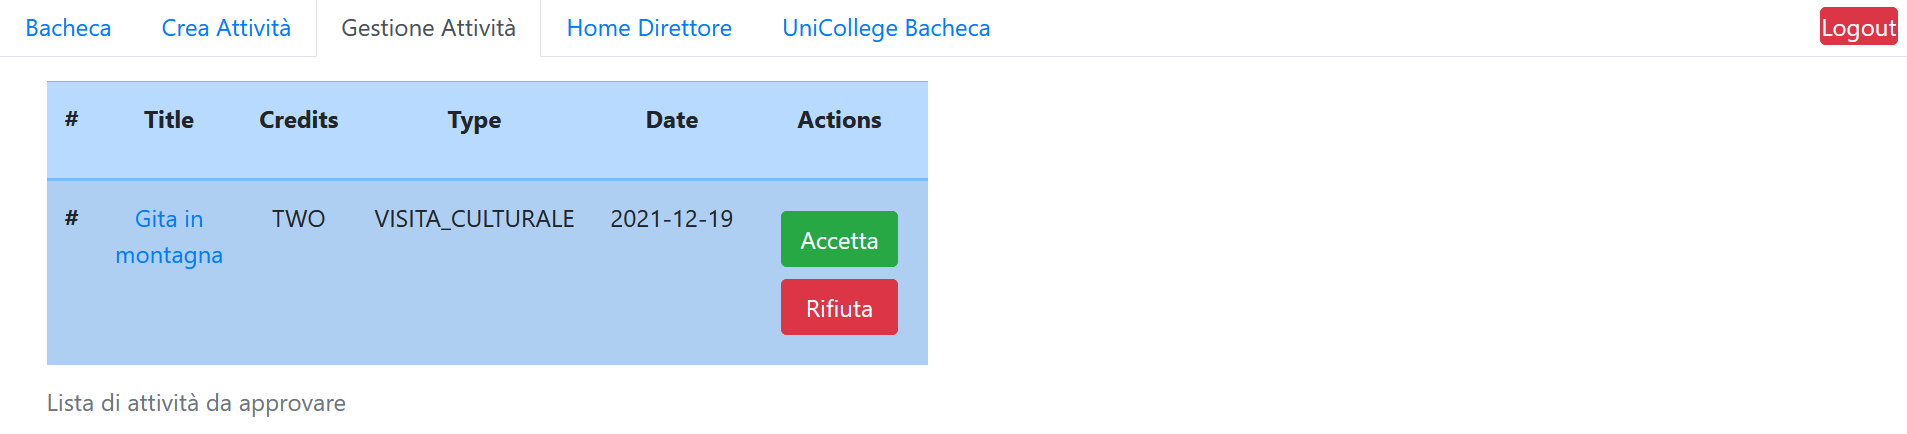 Bacheca Crea Attività Gestione Attività Home Direttore UniCollege Bacheca Logout
# Title Credits Type Date Actions
# Gita in montagna TWO VISITA_CULTURALE 2021-12-19
Accetta
Rifiuta
Lista di attività da approvare